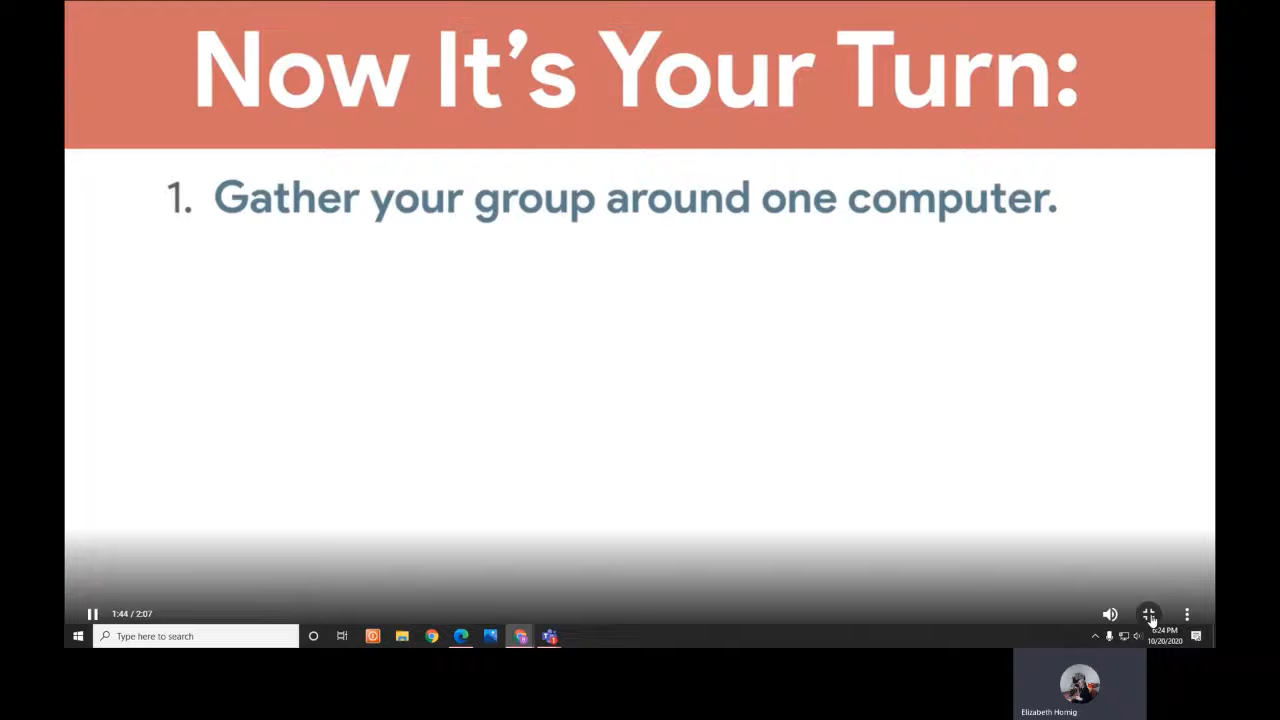 Now It's Your Turn:
1. Gather your group around one computer.
1:44 / 2:07
Type here to search
6:24 PM
10/20/2020
Elizabeth Hornig